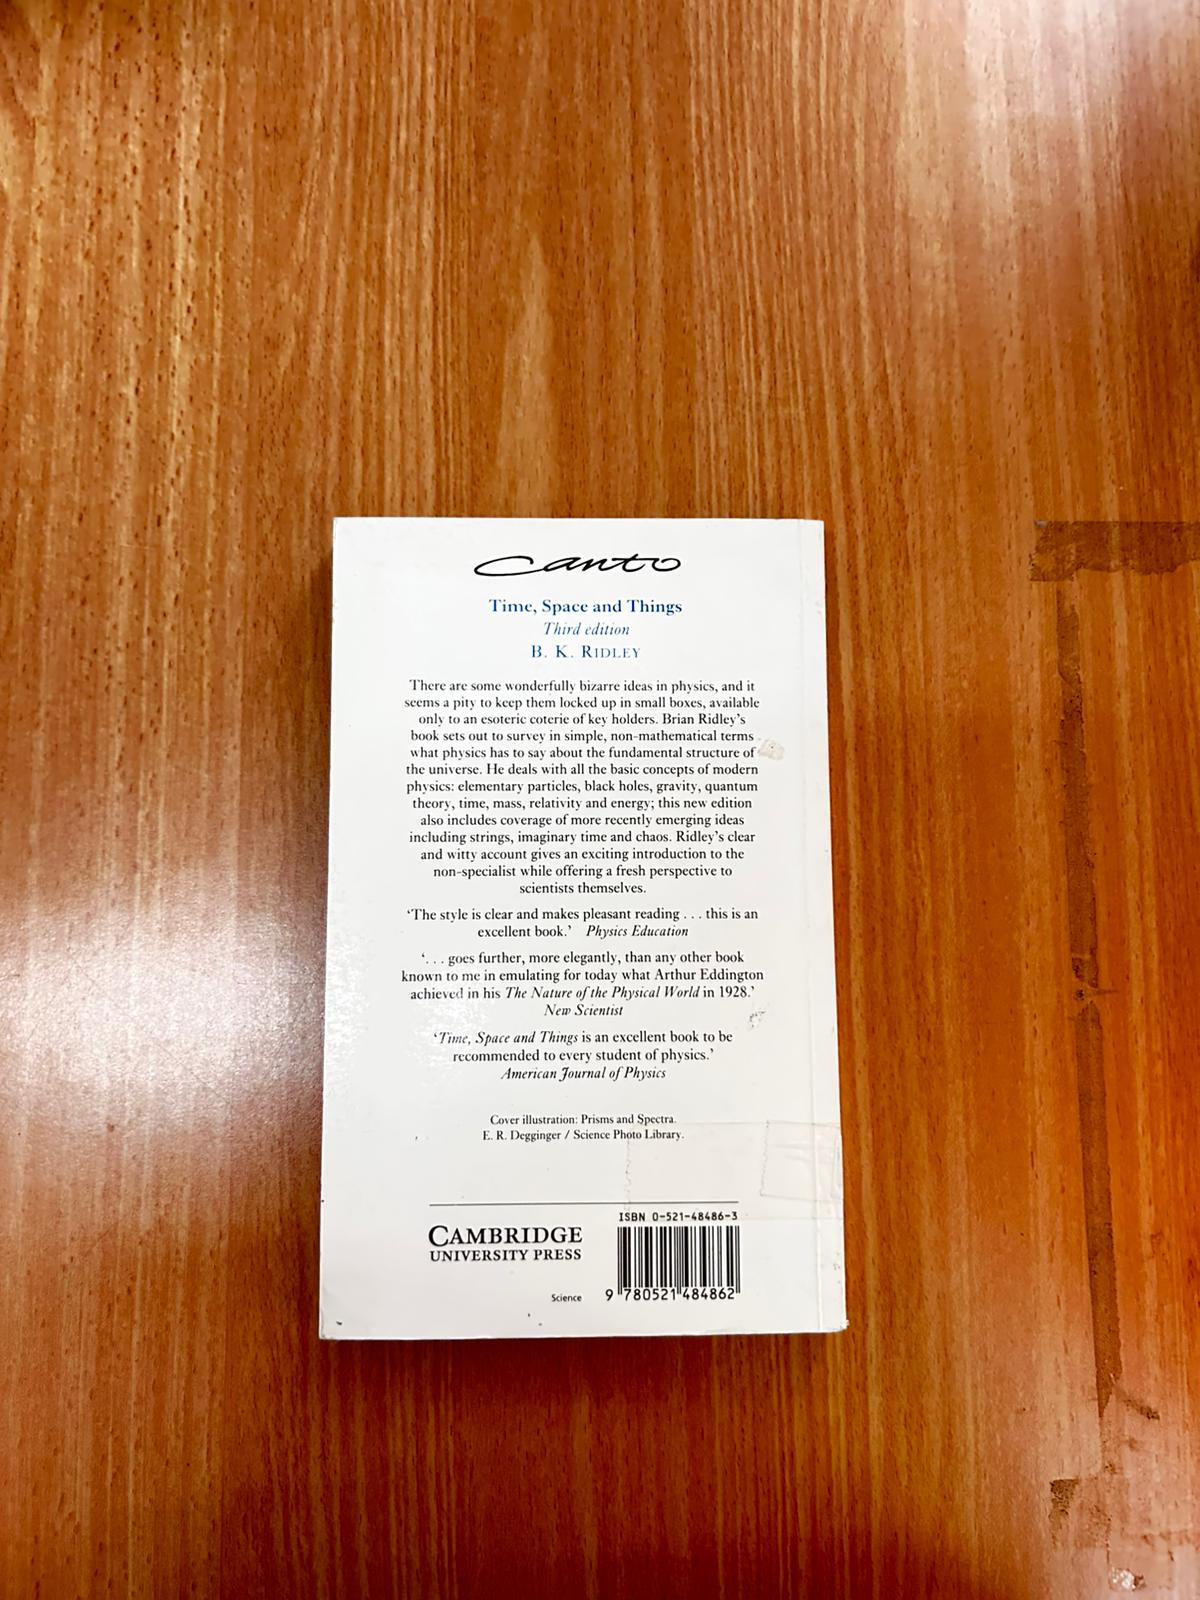 canto
Time, Space and Things
Third edition
B. K. RIDLEY
There are some wonderfully bizarre ideas in physics, and it
seems a pity to keep them locked up in small boxes, available
only to an esoteric coterie of key holders. Brian Ridley's
book sets out to survey in simple, non-mathematical terms
what physics has to say about the fundamental structure of
the universe. He deals with all the basic concepts of modern
physics: elementary particles, black holes, gravity, quantum
theory, time, mass, relativity and energy; this new edition
also includes coverage of more recently emerging ideas
including strings, imaginary time and chaos. Ridley's clear
and witty account gives an exciting introduction to the
non-specialist while offering a fresh perspective to
scientists themselves.
‘The style is clear and makes pleasant reading . . . this is an
excellent book.’ Physics Education
‘. . . goes further, more elegantly, than any other book
known to me in emulating for today what Arthur Eddington
achieved in his The Nature of the Physical World in 1928.’
New Scientist
‘Time, Space and Things is an excellent book to be
recommended to every student of physics.’
American Journal of Physics
Cover illustration: Prisms and Spectra.
E. R. Degginger / Science Photo Library.
ISBN 0-521-48486-3
CAMBRIDGE
UNIVERSITY PRESS
Science
9 780521 484862